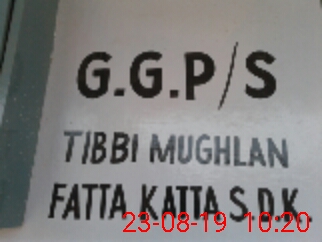 G.G.P/S
TIBBI MUGHLAN
FATTA KATTA S.D.K.
23-08-19 10:20